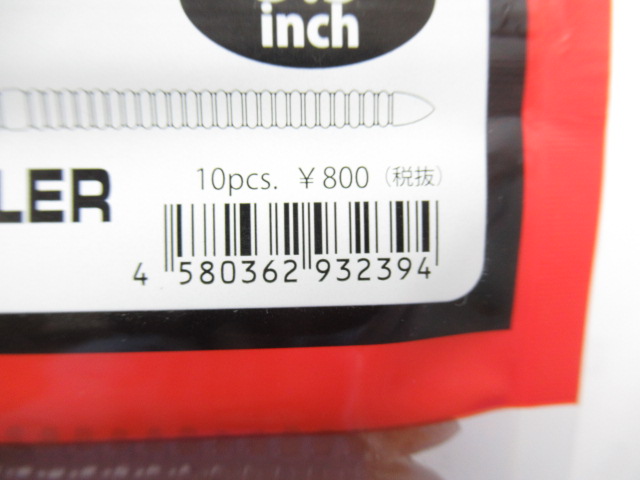 inch
10pcs. ¥800（税抜）
LER
4 580362 932394